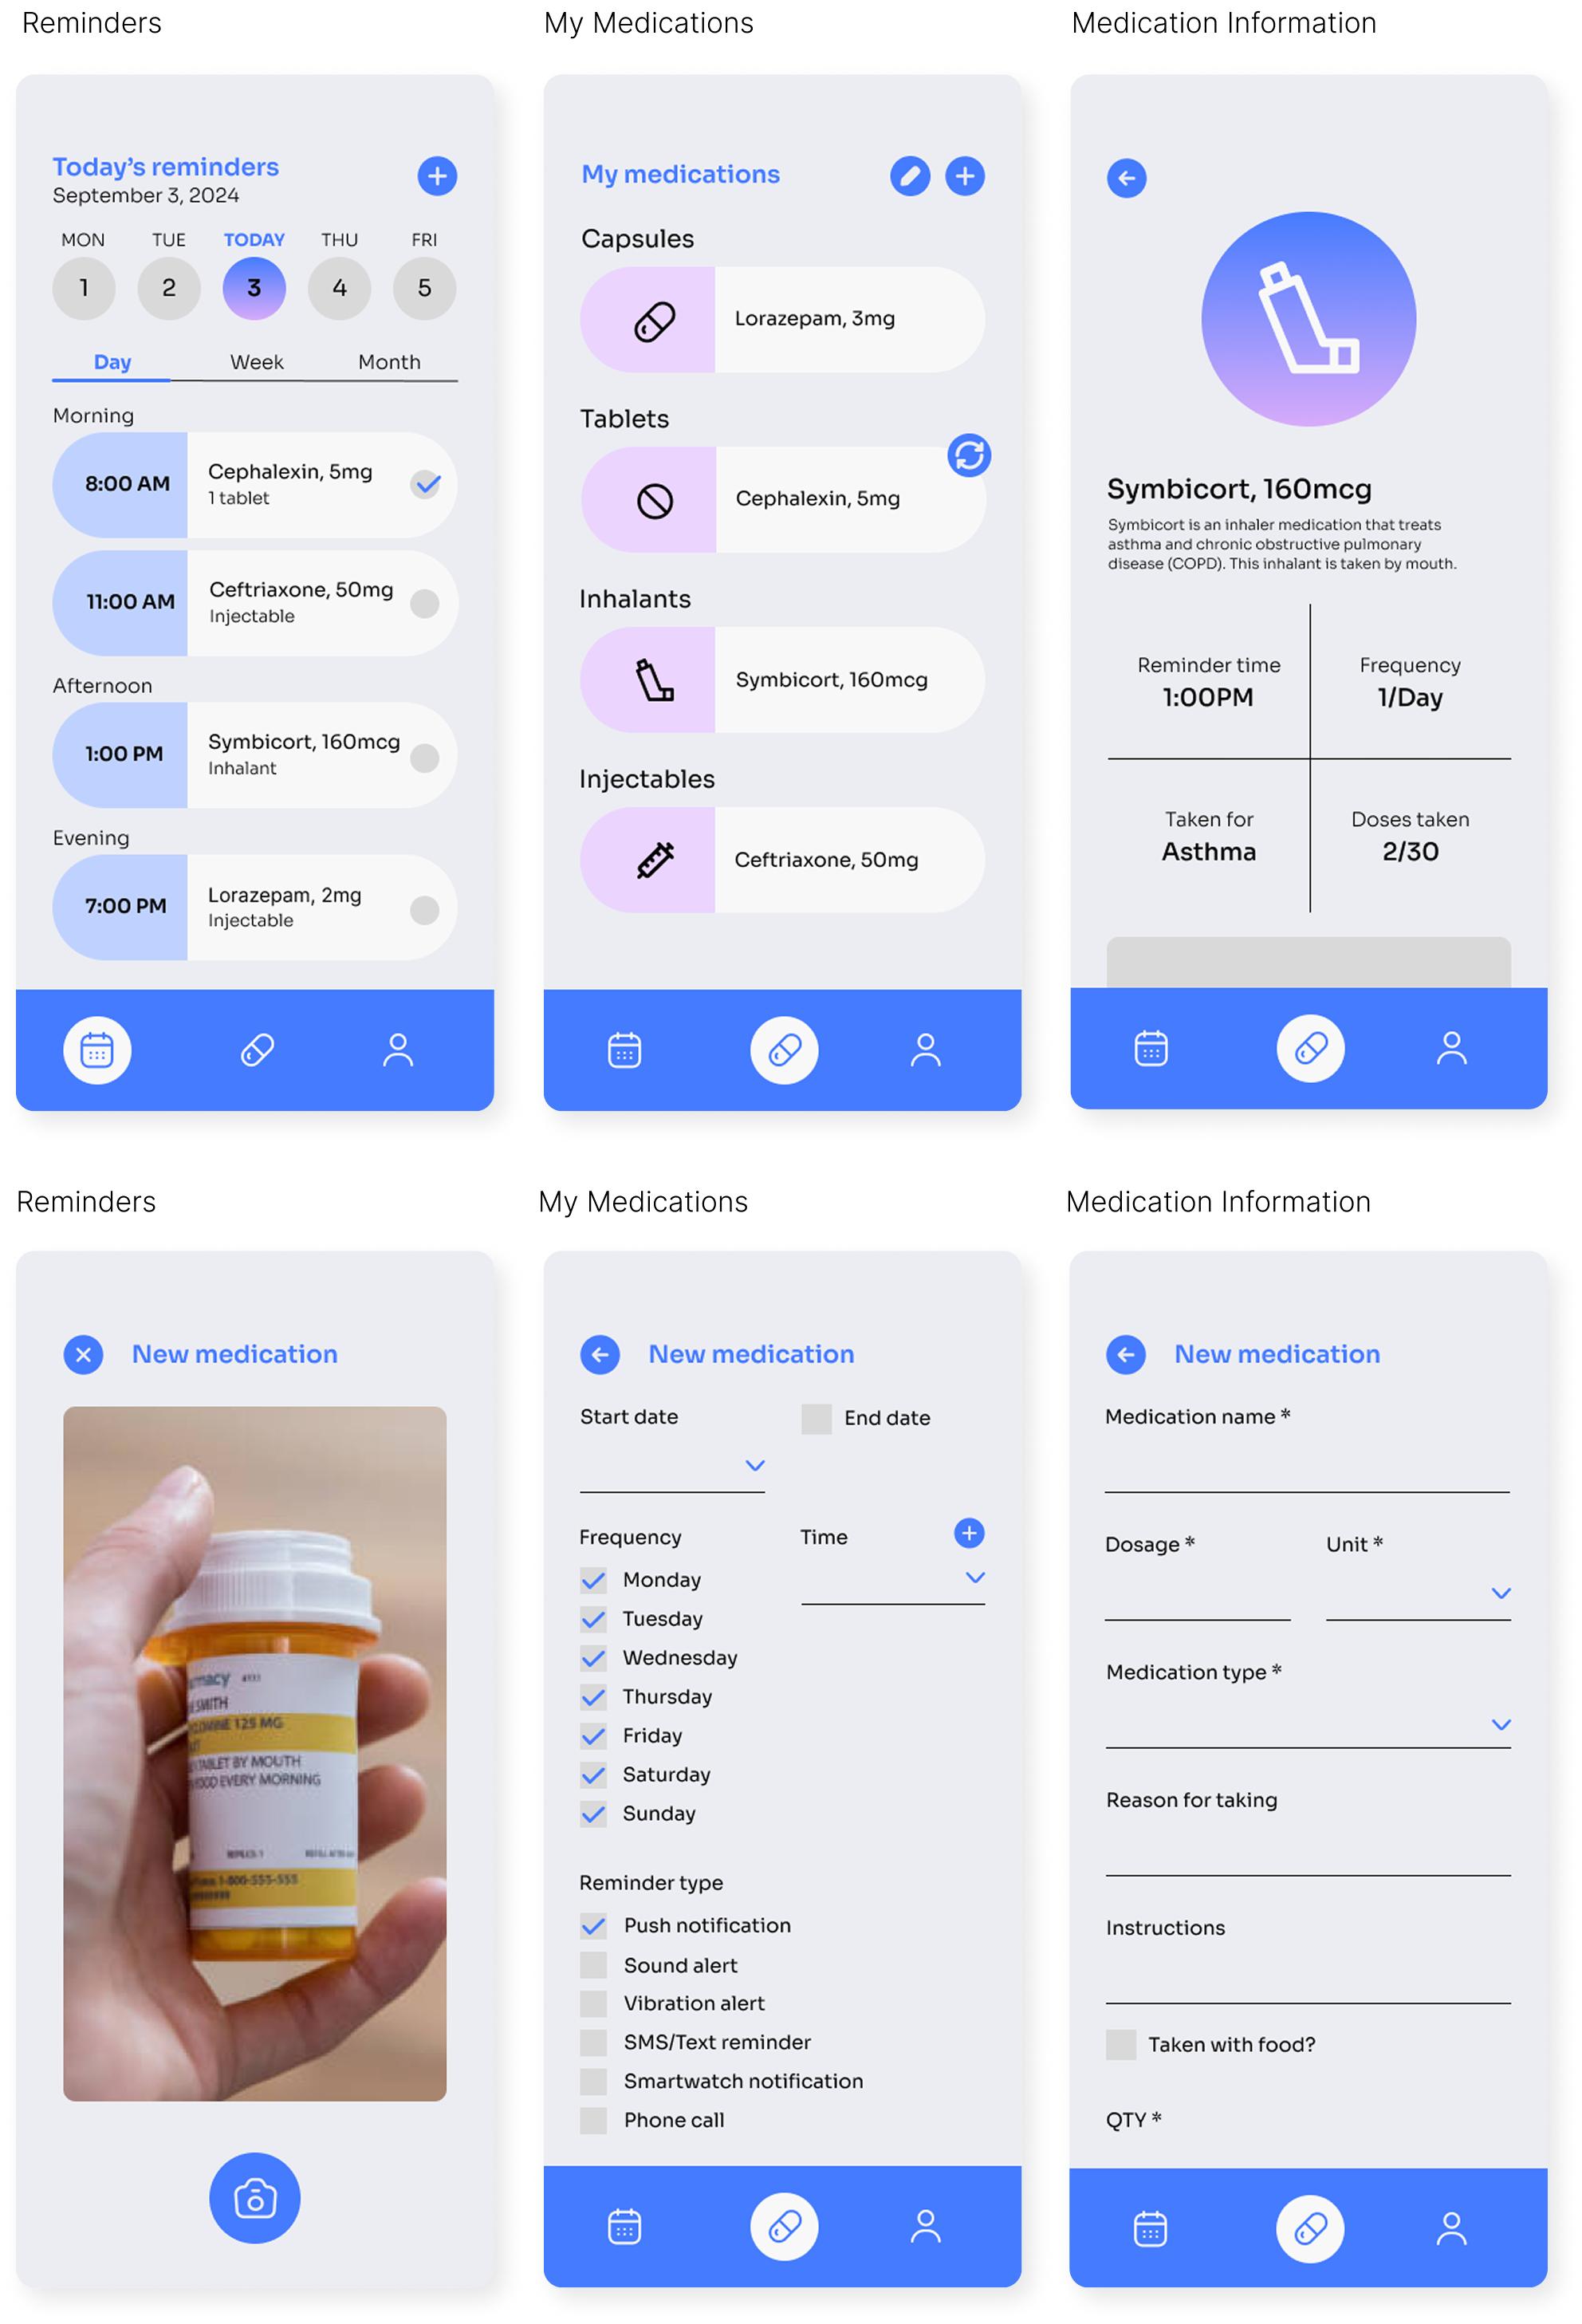 Reminders
Today's reminders
September 3, 2024
MON TUE TODAY THU FRI
1 2 3 4 5
Day Week Month
Morning
8:00 AM
Cephalexin, 5mg
1 tablet
11:00 AM
Ceftriaxone, 50mg
Injectable
Afternoon
1:00 PM
Symbicort, 160mcg
Inhalant
Evening
7:00 PM
Lorazepam, 2mg
Injectable
My Medications
My medications
Capsules
Lorazepam, 3mg
Tablets
Cephalexin, 5mg
Inhalants
Symbicort, 160mcg
Injectables
Ceftriaxone, 50mg
Medication Information
Symbicort, 160mcg
Symbicort is an inhaler medication that treats
asthma and chronic obstructive pulmonary
disease (COPD). This inhalant is taken by mouth.
Reminder time
1:00PM
Frequency
1/Day
Taken for
Asthma
Doses taken
2/30
Reminders
New medication
SMITH
125 MG
TABLET BY MOUTH
EVERY MORNING
1-800-555-555
My Medications
New medication
Start date
End date
Frequency
Time
Monday
Tuesday
Wednesday
Thursday
Friday
Saturday
Sunday
Reminder type
Push notification
Sound alert
Vibration alert
SMS/Text reminder
Smartwatch notification
Phone call
Medication Information
New medication
Medication name *
Dosage *
Unit *
Medication type *
Reason for taking
Instructions
Taken with food?
QTY *